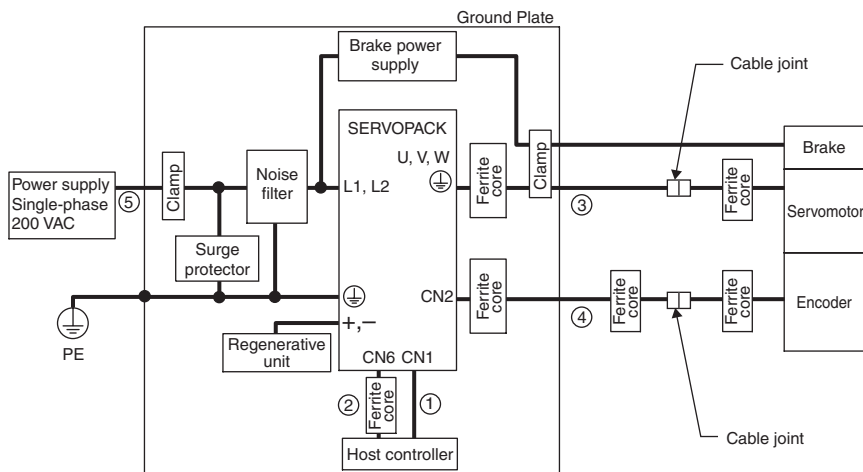 Ground Plate
Brake power
supply
Cable joint
SERVOPACK
U, V, W
Brake
Clamp
Noise
filter
L1, L2
Ferrite
core
Clamp
Ferrite
core
Power supply
Single-phase
200 VAC
⑤
③
Servomotor
Surge
protector
CN2
Ferrite
core
④
Ferrite
core
Ferrite
core
Encoder
PE
+,−
Regenerative
unit
CN6 CN1
②
Ferrite
core
①
Cable joint
Host controller